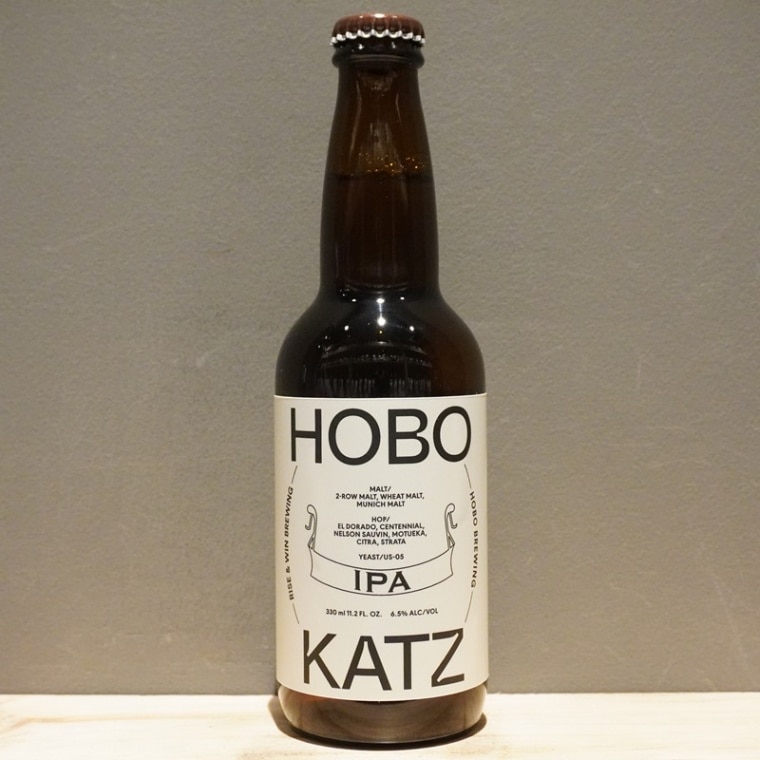 HOBO
MALT/
2-ROW MALT, WHEAT MALT,
MUNICH MALT
HOP/
EL DORADO, CENTENNIAL,
NELSON SAUVIN, MOTUEKA,
CITRA, STRATA
YEAST/US-05
IPA
330 ml 11.2 FL. OZ. 6.5% ALC/VOL
RISE & WIN BREWING
HOBO BREWING
KATZ